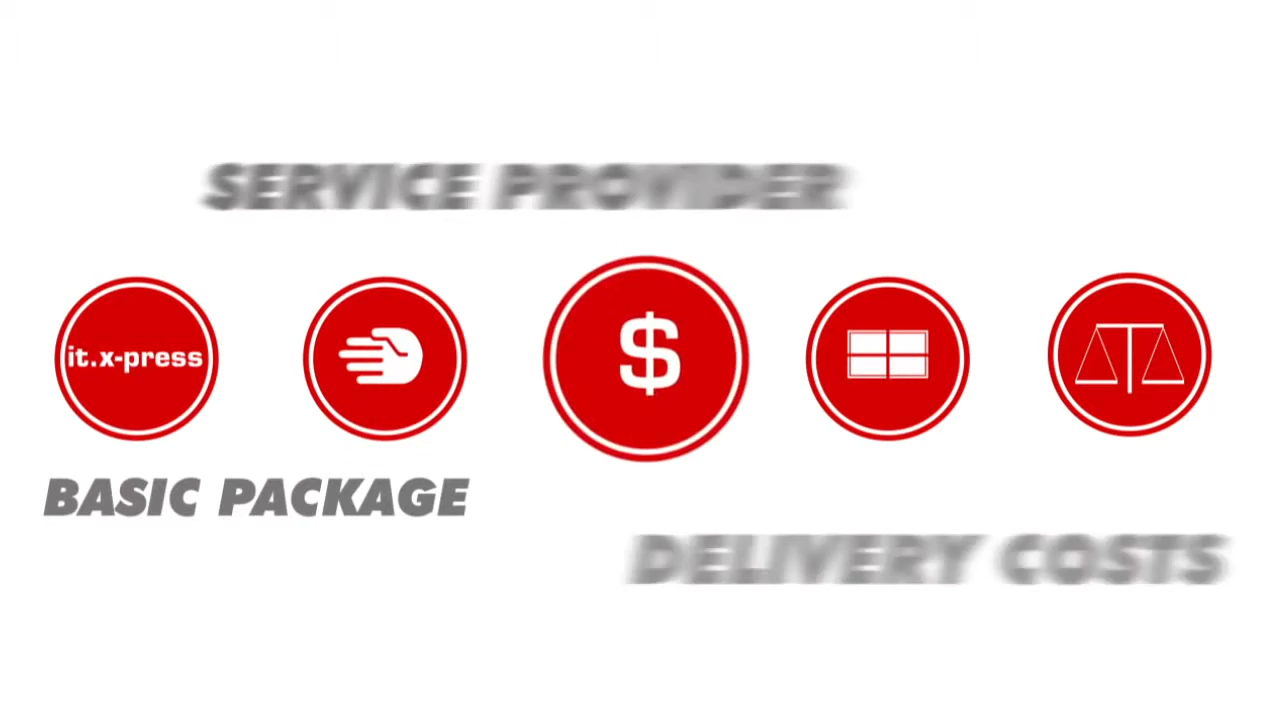 SERVICE PROVIDER
it.x-press
$
BASIC PACKAGE
DELIVERY COSTS